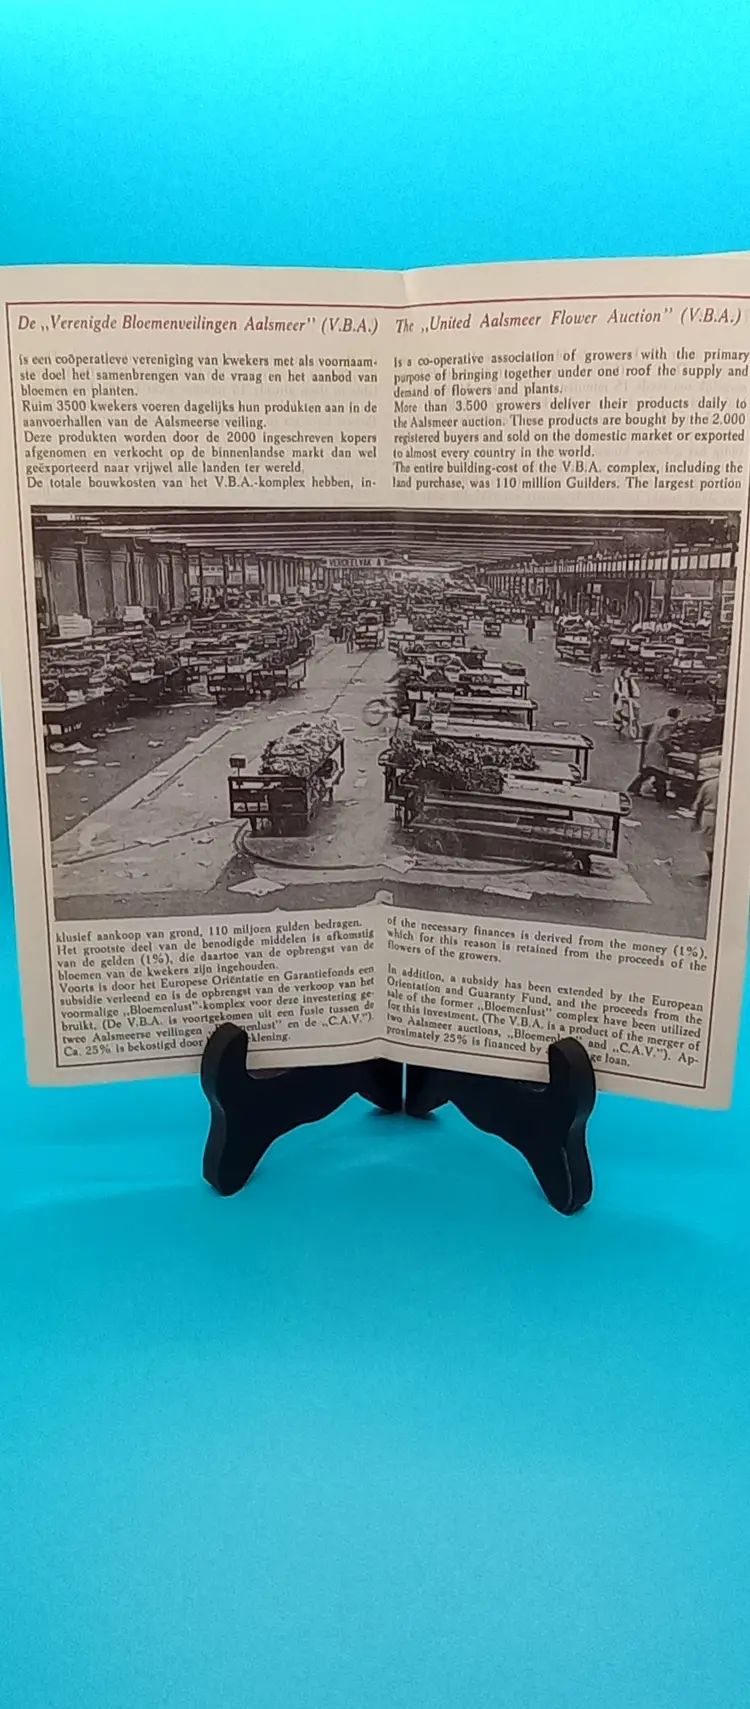 De „Verenigde Bloemenveilingen Aalsmeer” (V.B.A.)
is een coöperatieve vereniging van kwekers met als voornaam-
ste doel het samenbrengen van de vraag en het aanbod van
bloemen en planten.
Ruim 3500 kwekers voeren dagelijks hun produkten aan in de
aanvoerhallen van de Aalsmeerse veiling.
Deze produkten worden door de 2000 ingeschreven kopers
afgenomen en verkocht op de binnenlandse markt dan wel
geëxporteerd naar vrijwel alle landen ter wereld.
De totale bouwkosten van het V.B.A.-komplex hebben, in-
klusief aankoop van grond, 110 miljoen gulden bedragen.
Het grootste deel van de benodigde middelen is afkomstig
van de gelden (1%), die daartoe van de opbrengst van de
bloemen van de kwekers zijn ingehouden.
Voorts is door het Europese Oriëntatie en Garantiefonds een
subsidie verleend en is de opbrengst van de verkoop van het
voormalige „Bloemenlust”-komplex voor deze investering ge-
bruikt. (De V.B.A. is voortgekomen uit een fusie tussen de
twee Aalsmeerse veilingen enlust” en de „C.A.V.”).
Ca. 25% is bekostigd door klening.
The „United Aalsmeer Flower Auction” (V.B.A.)
Is a co-operative association of growers with the primary
purpose of bringing together under one roof the supply and
demand of flowers and plants.
More than 3.500 growers deliver their products daily to
the Aalsmeer auction. These products are bought by the 2.000
registered buyers and sold on the domestic market or exported
to almost every country in the world.
The entire building-cost of the V.B.A. complex, including the
land purchase, was 110 million Guilders. The largest portion
of the necessary finances is derived from the money (1%),
which for this reason is retained from the proceeds of the
flowers of the growers.
In addition, a subsidy has been extended by the European
Orientation and Guaranty Fund, and the proceeds from the
sale of the former „Bloemenlust” complex have been utilized
for this investment. (The V.B.A. is a product of the merger of
two Aalsmeer auctions, „Bloemenl and „C.A.V.”). Ap-
proximately 25% is financed by ge loan.
VERDEELVAK A